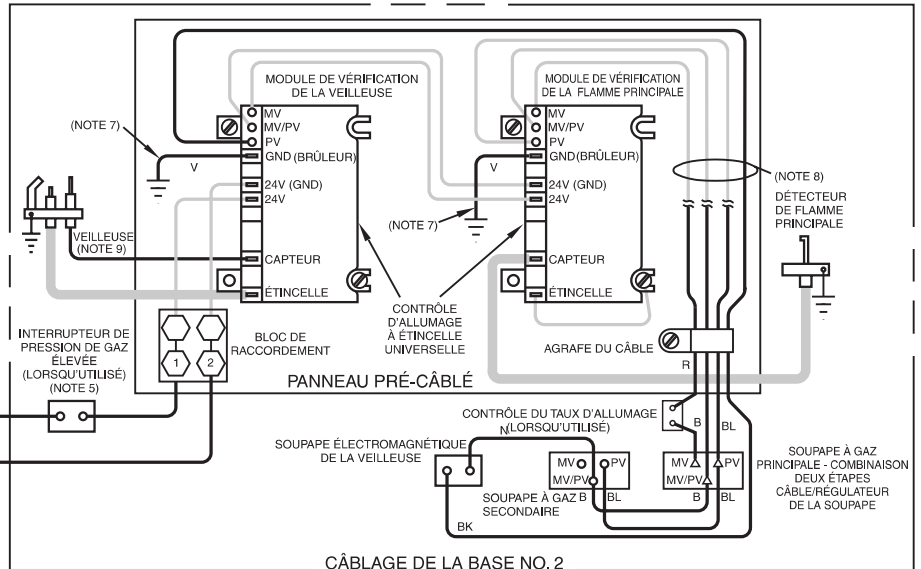 MODULE DE VÉRIFICATION
DE LA VEILLEUSE
MODULE DE VÉRIFICATION
DE LA FLAMME PRINCIPALE
(NOTE 7)
MV
MV/PV
PV
GND (BRÛLEUR)
V
24V (GND)
24V
CAPTEUR
ÉTINCELLE
MV
MV/PV
PV
GND (BRÛLEUR)
V
24V (GND)
24V
CAPTEUR
ÉTINCELLE
(NOTE 7)
(NOTE 8)
DÉTECTEUR
DE FLAMME
PRINCIPALE
VEILLEUSE
(NOTE 9)
CONTRÔLE
D'ALLUMAGE
À ÉTINCELLE
UNIVERSELLE
INTERRUPTEUR DE
PRESSION DE GAZ
ÉLEVÉE
(LORSQU'UTILISÉ)
(NOTE 5)
BLOC DE
RACCORDEMENT
1
2
AGRAFE DU CÂBLE
R
PANNEAU PRÉ-CÂBLÉ
CONTRÔLE DU TAUX D'ALLUMAGE
(LORSQU'UTILISÉ)
B
BL
N
SOUPAPE ÉLECTROMAGNÉTIQUE
DE LA VEILLEUSE
MV
PV
MV/PV
SOUPAPE À GAZ
SECONDAIRE
B
BL
MV
PV
MV/PV
B
BL
SOUPAPE À GAZ
PRINCIPALE - COMBINAISON
DEUX ÉTAPES
CÂBLE/RÉGULATEUR
DE LA SOUPAPE
BK
CÂBLAGE DE LA BASE NO. 2